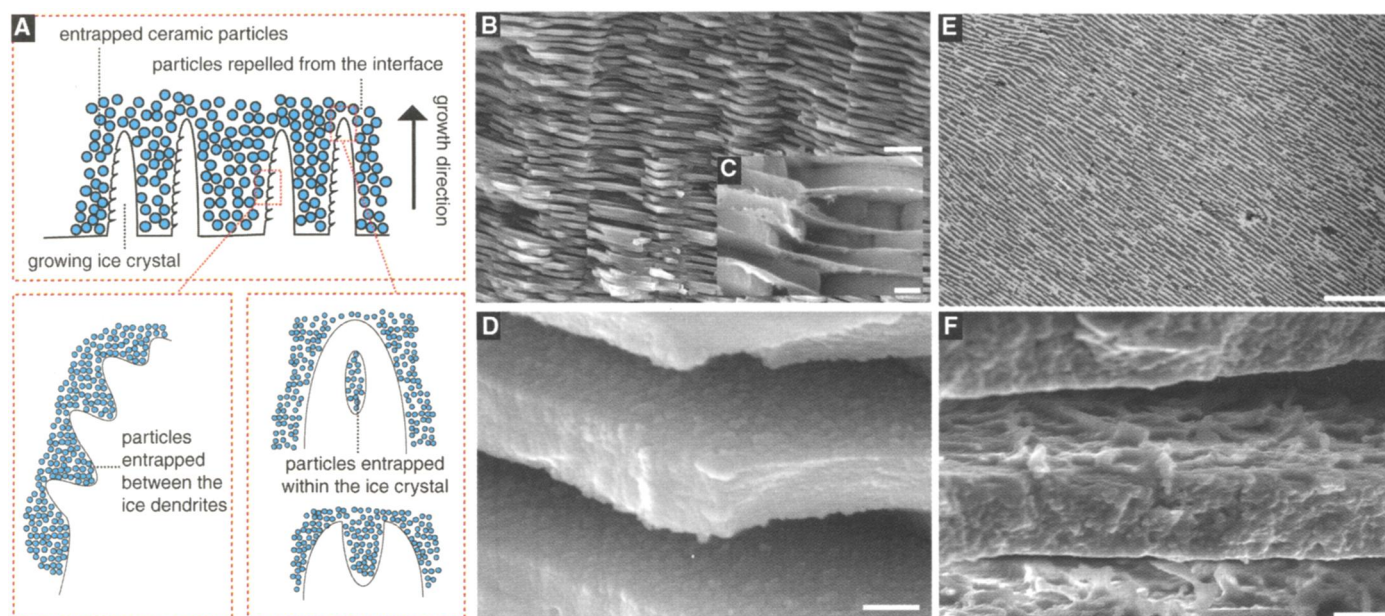 A
entrapped ceramic particles
particles repelled from the interface
growth direction
growing ice crystal
particles
entrapped
between the
ice dendrites
particles entrapped
within the ice crystal
B
C
D
E
F